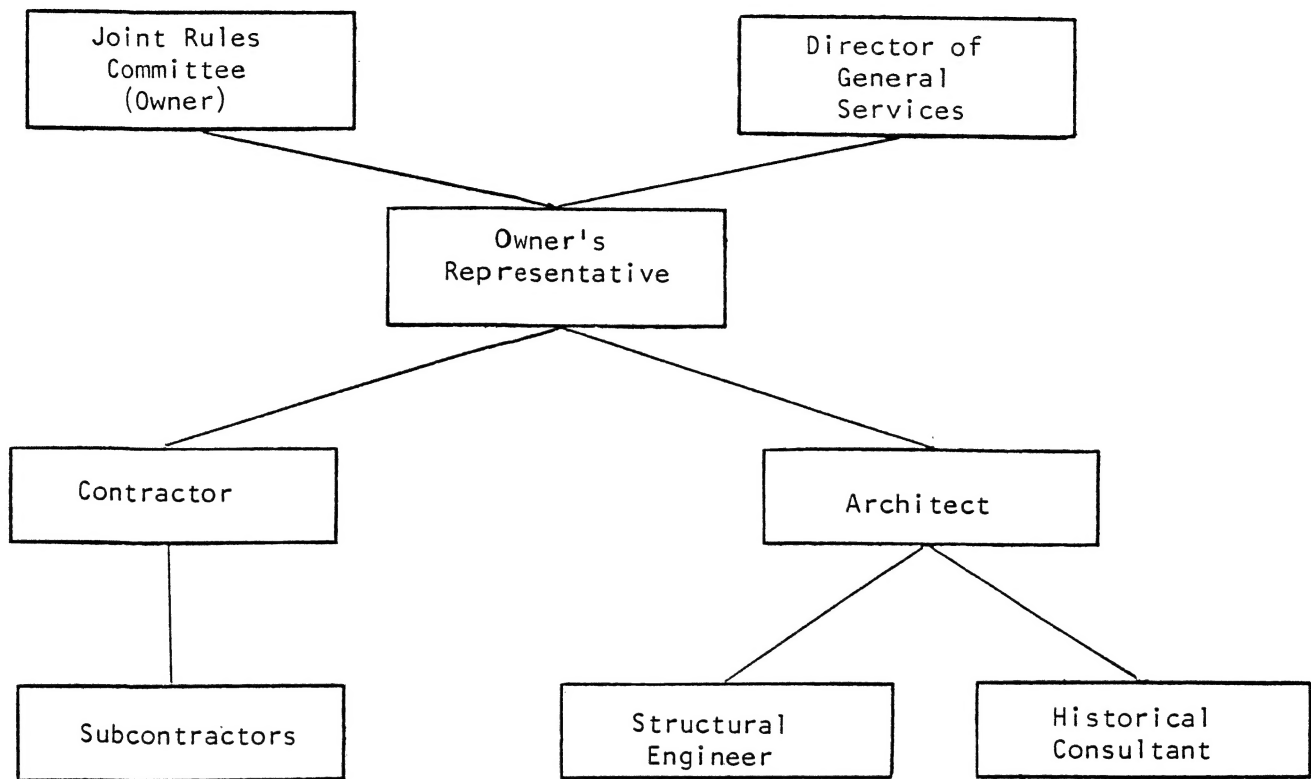 Joint Rules
Committee
(Owner)
Director of
General
Services
Owner's
Representative
Contractor
Architect
Subcontractors
Structural
Engineer
Historical
Consultant